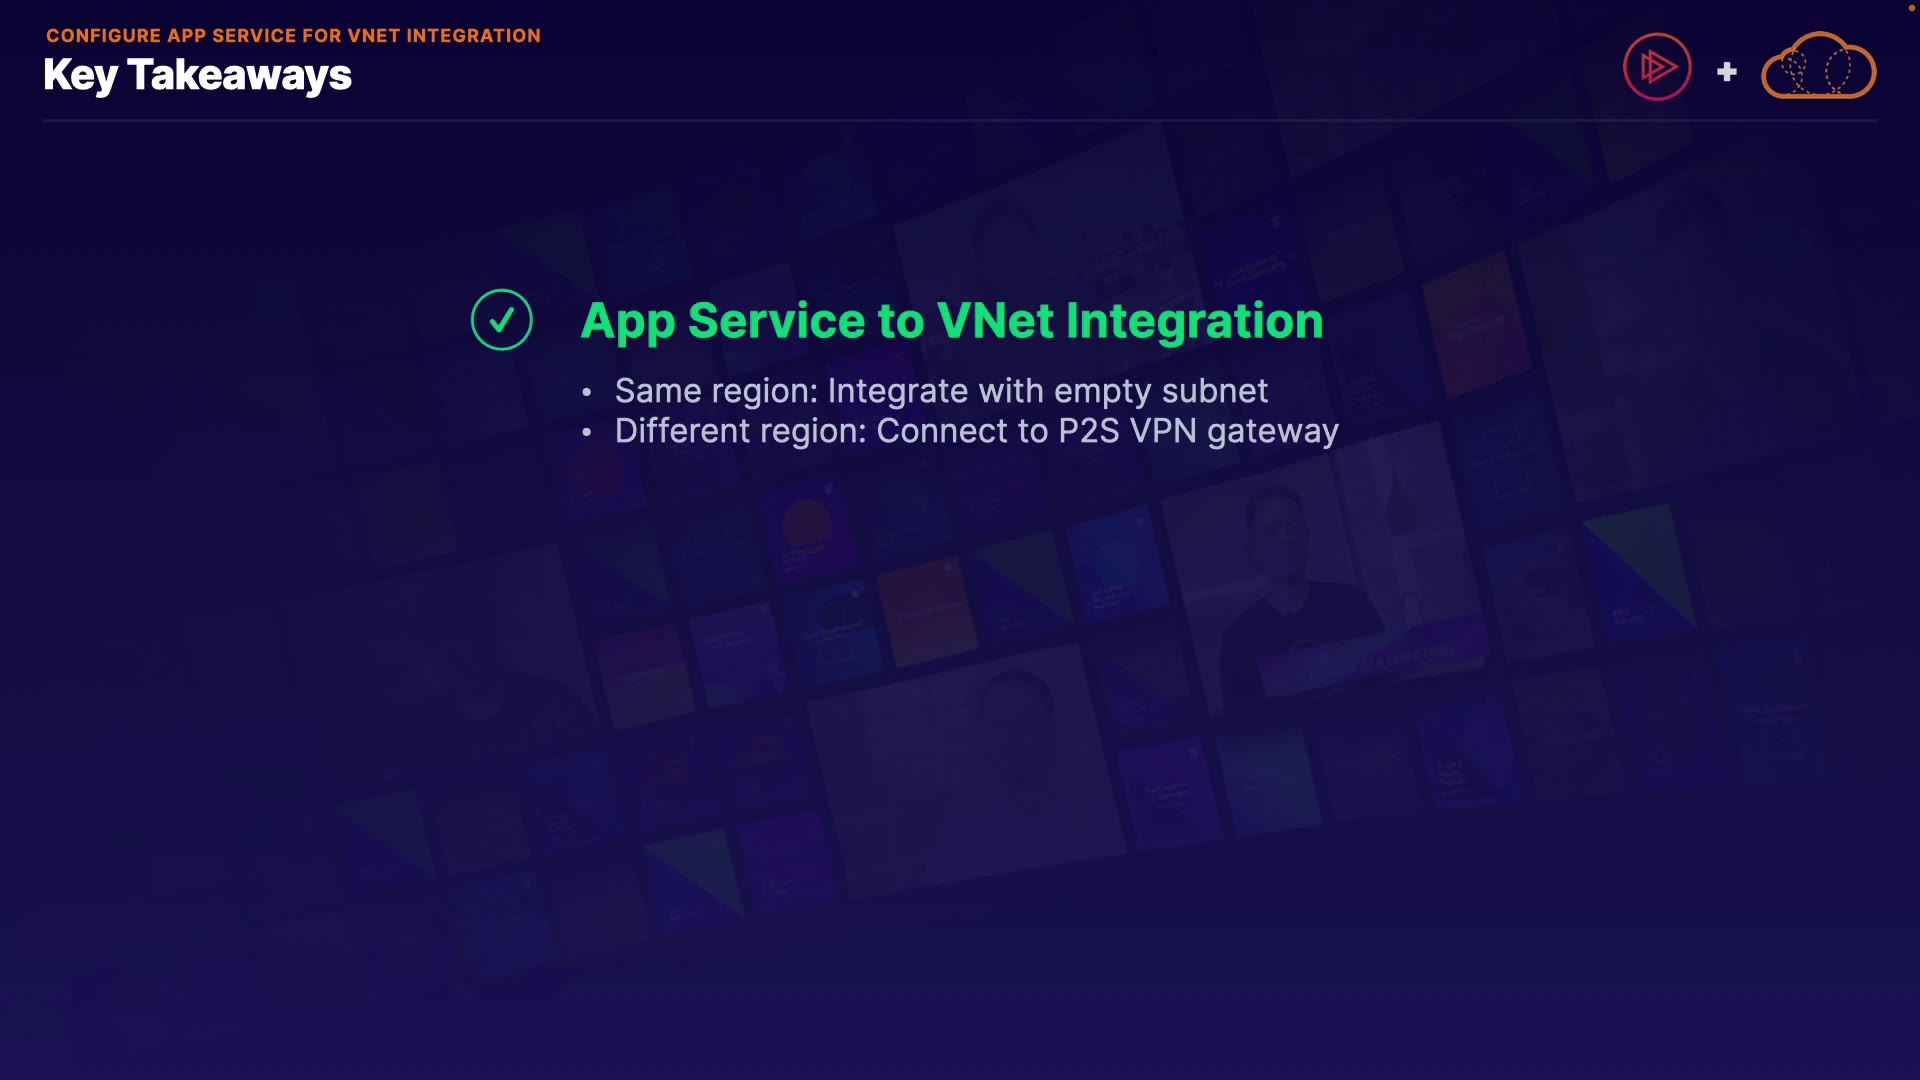 CONFIGURE APP SERVICE FOR VNET INTEGRATION
Key Takeaways
App Service to VNet Integration
• Same region: Integrate with empty subnet
• Different region: Connect to P2S VPN gateway